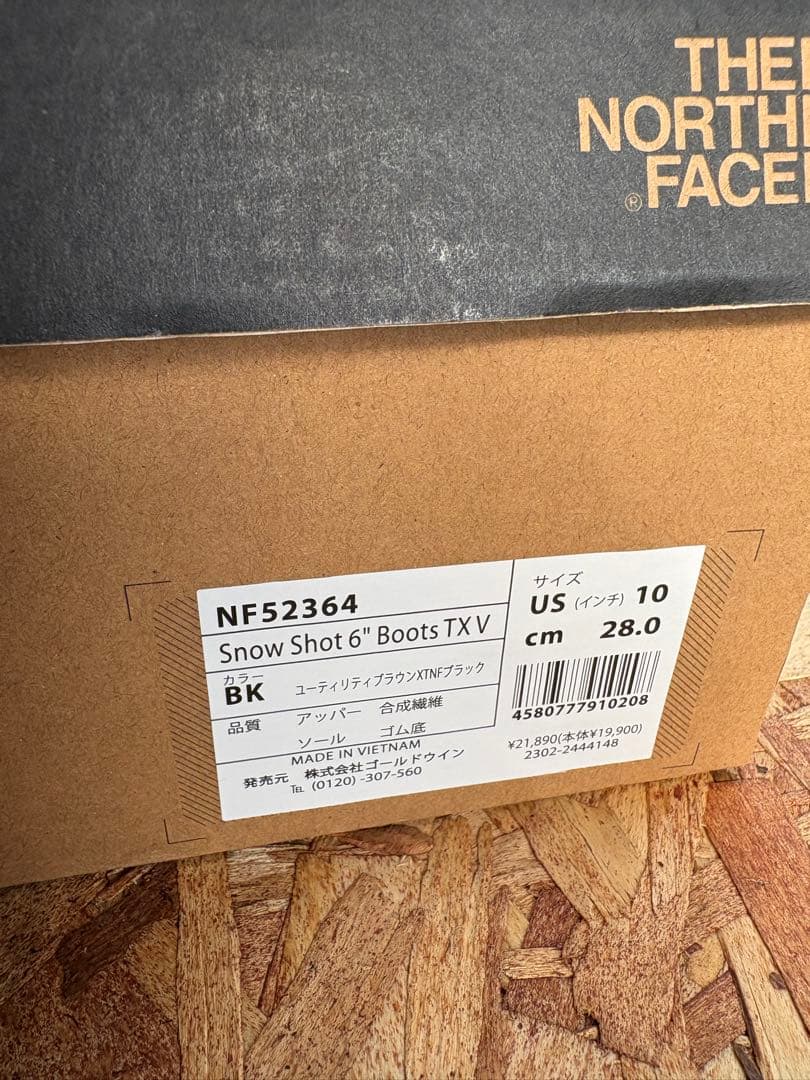 THE
NORTH
®FACE
NF52364
Snow Shot 6" Boots TX V
カラー
BK ユーティリティブラウンXTNFブラック
品質 アッパー 合成繊維
ソール ゴム底
MADE IN VIETNAM
発売元 株式会社ゴールドウイン
TEL (0120) -307-560
サイズ
US (インチ) 10
cm 28.0
4580777910208
¥21,890(本体¥19,900)
2302-2444148